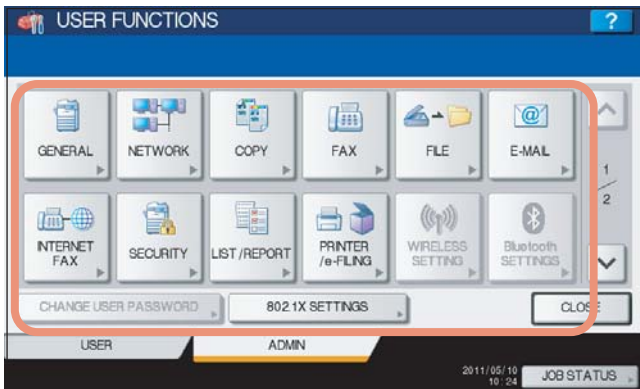 USER FUNCTIONS
?
GENERAL
NETWORK
COPY
FAX
FILE
@
E-MAIL
1
2
INTERNET
FAX
SECURITY
LIST/REPORT
PRINTER
/e-FILING
WIRELESS
SETTING
Bluetooth
SETTINGS
CHANGE USER PASSWORD
802.1X SETTINGS
CLOSE
USER
ADMIN
2011/05/10
10:24
JOB STATUS